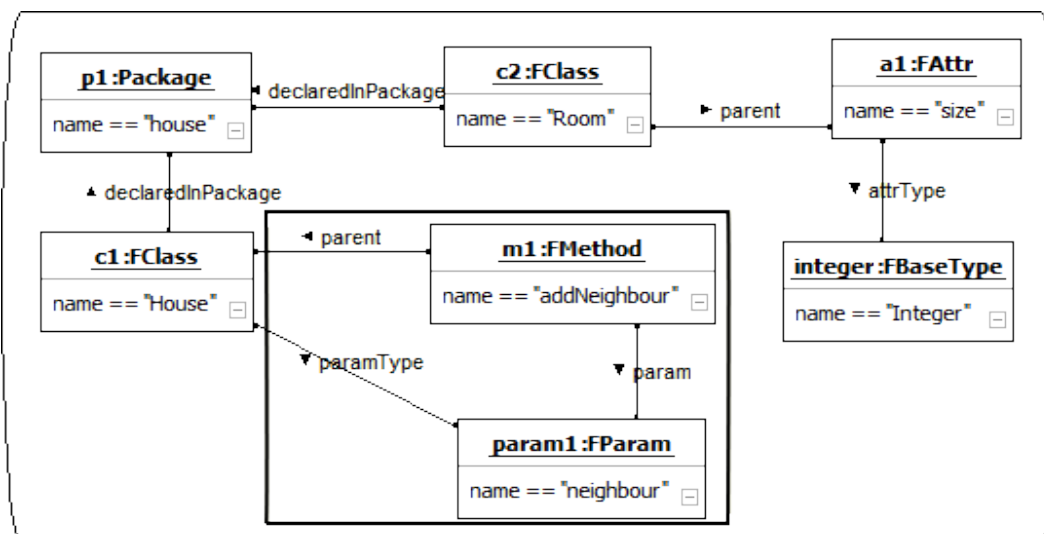 p1:Package
name == "house"
declaredInPackage
c2:FClass
name == "Room"
parent
a1:FAttr
name == "size"
declaredInPackage
attrType
c1:FClass
name == "House"
parent
m1:FMethod
name == "addNeighbour"
integer:FBaseType
name == "Integer"
paramType
param
param1:FParam
name == "neighbour"